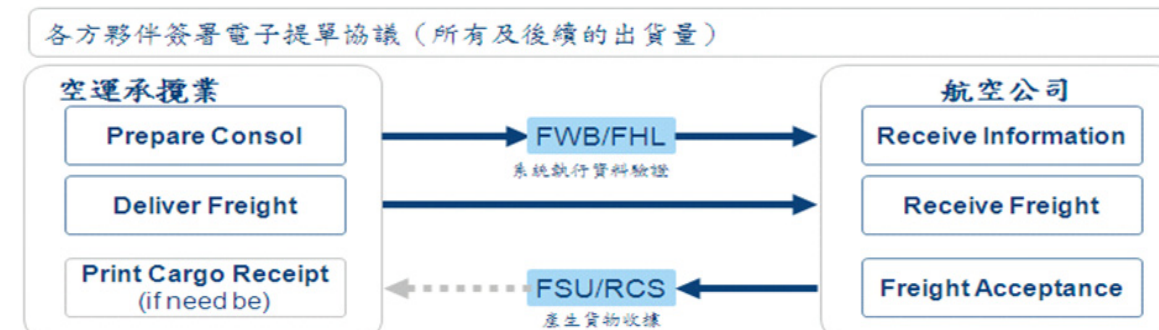 各方夥伴簽署電子提單協議（所有及後續的出貨量）
空運承攬業
航空公司
Prepare Consol
FWB/FHL
Receive Information
系統執行資料驗證
Deliver Freight
Receive Freight
Print Cargo Receipt
(if need be)
FSU/RCS
Freight Acceptance
產生貨物收據